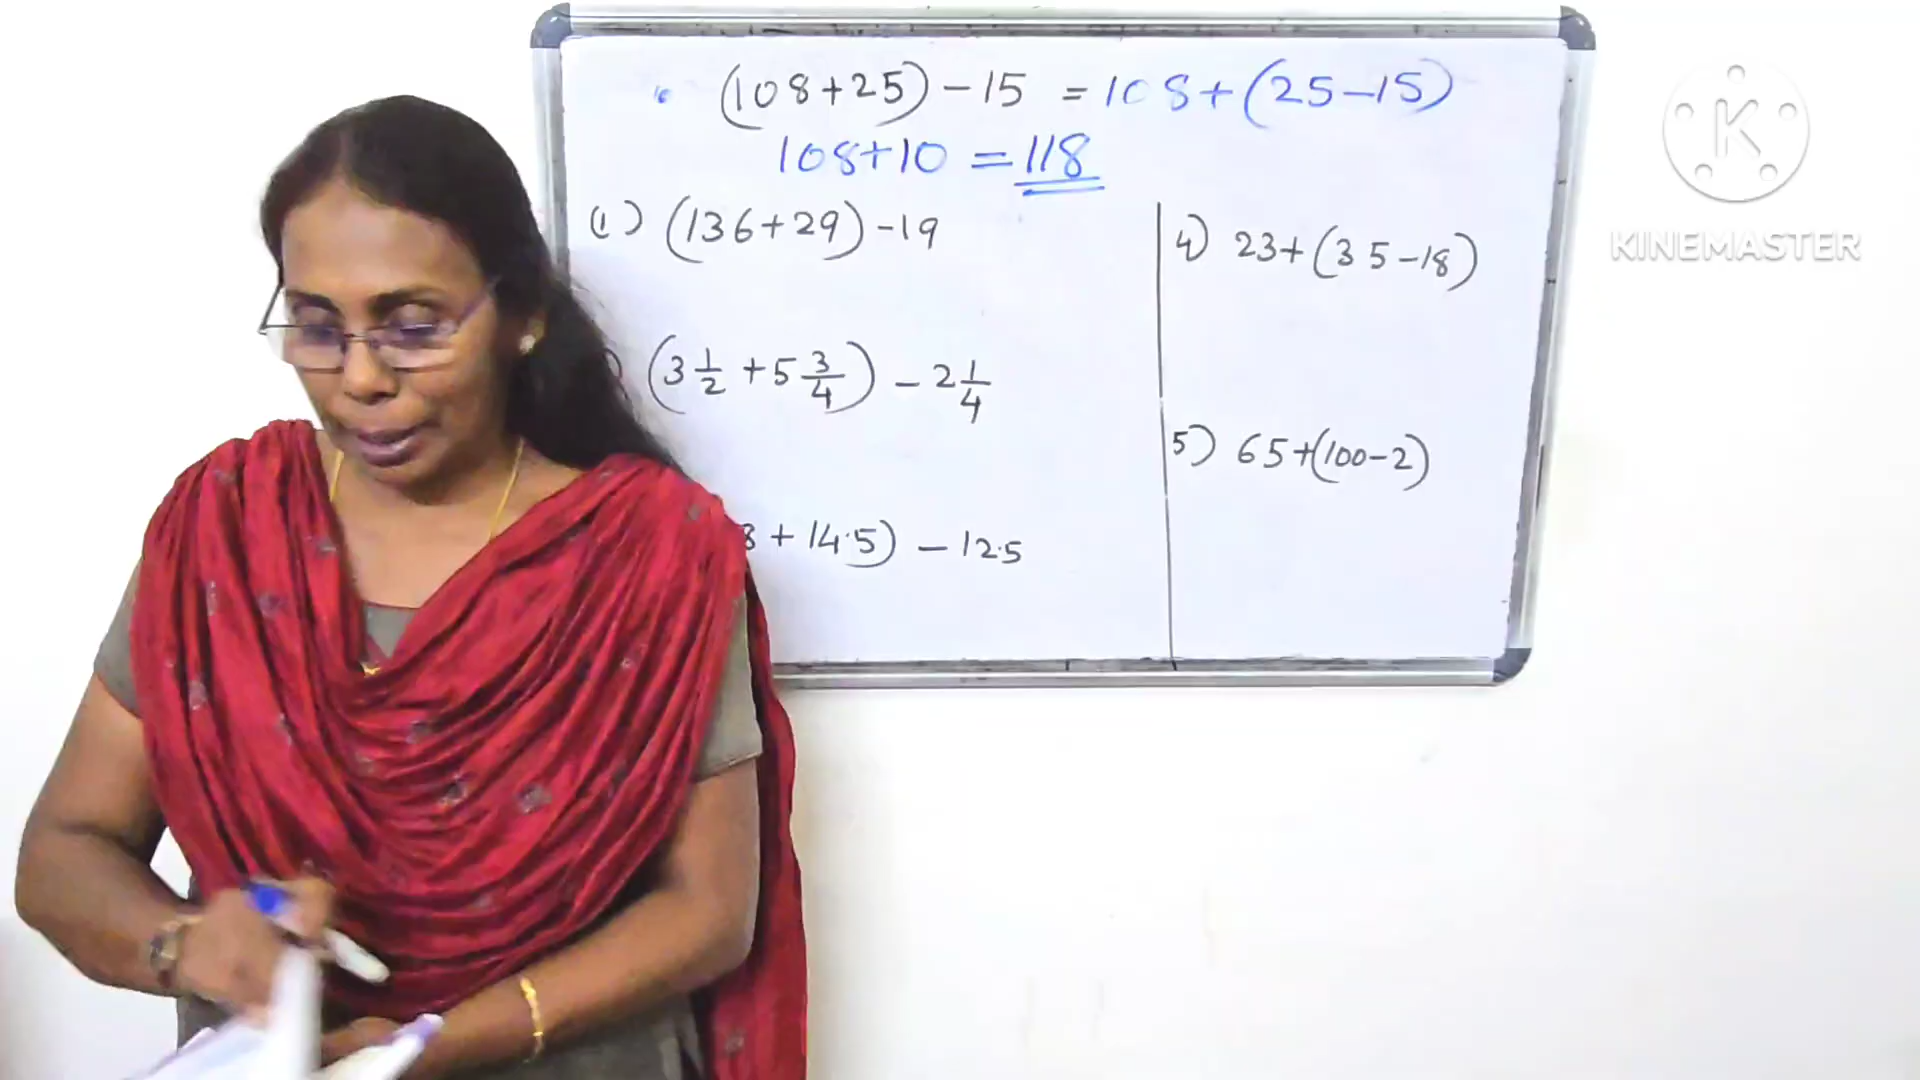 (108+25)-15 = 108+(25-15)
108+10 = 118
(1) (136+29)-19
) (3 1/2 + 5 3/4) - 2 1/4
8 + 14.5) - 12.5
4) 23+(35-18)
5) 65+(100-2)
K
KINEMASTER